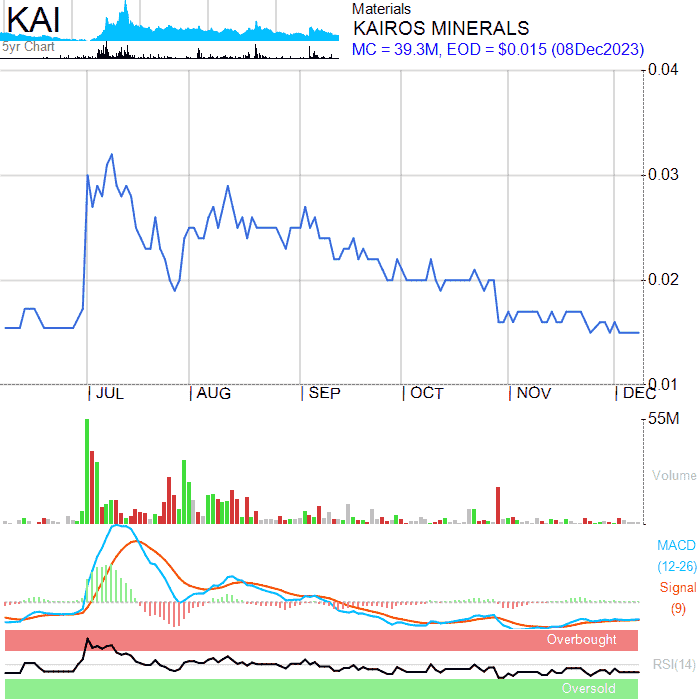 KAI
5yr Chart
Materials
KAIROS MINERALS
MC = 39.3M, EOD = $0.015 (08Dec2023)
0.04
0.03
0.02
0.01
JUL AUG SEP OCT NOV DEC
55M
Volume
MACD
(12-26)
Signal
(9)
Overbought
RSI(14)
Oversold